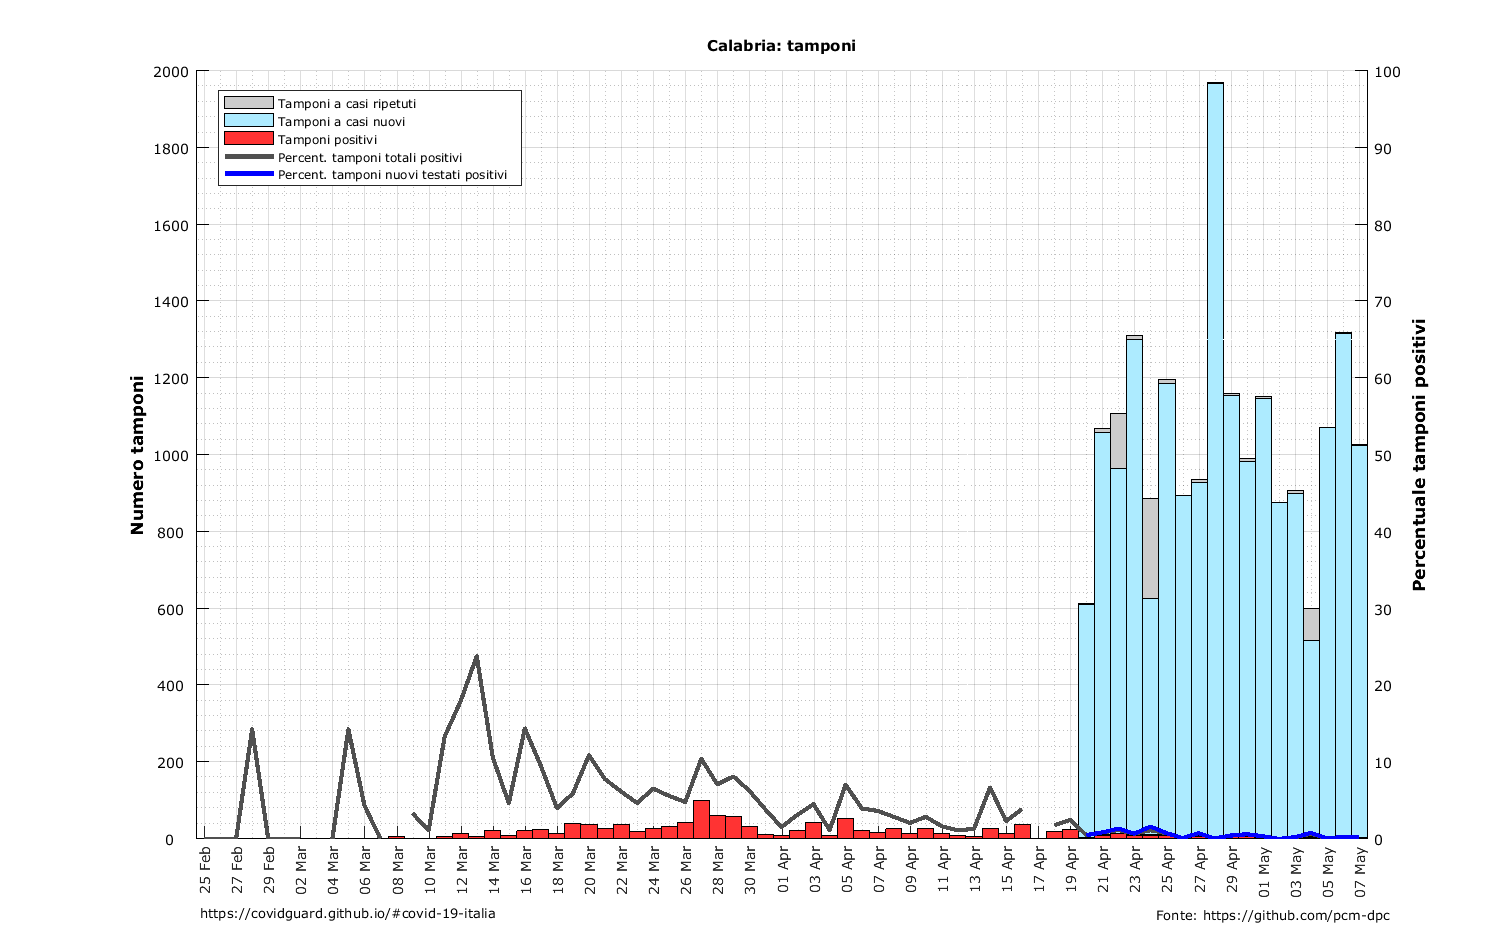 Calabria: tamponi
Tamponi a casi ripetuti
Tamponi a casi nuovi
Tamponi positivi
Percent. tamponi totali positivi
Percent. tamponi nuovi testati positivi
Numero tamponi
2000
1800
1600
1400
1200
1000
800
600
400
200
0
100
90
80
70
60
50
40
30
20
10
0
Percentuale tamponi positivi
25 Feb
27 Feb
29 Feb
02 Mar
04 Mar
06 Mar
08 Mar
10 Mar
12 Mar
14 Mar
16 Mar
18 Mar
20 Mar
22 Mar
24 Mar
26 Mar
28 Mar
30 Mar
01 Apr
03 Apr
05 Apr
07 Apr
09 Apr
11 Apr
13 Apr
15 Apr
17 Apr
19 Apr
21 Apr
23 Apr
25 Apr
27 Apr
29 Apr
01 May
03 May
05 May
07 May
https://covidguard.github.io/#covid-19-italia
Fonte: https://github.com/pcm-dpc